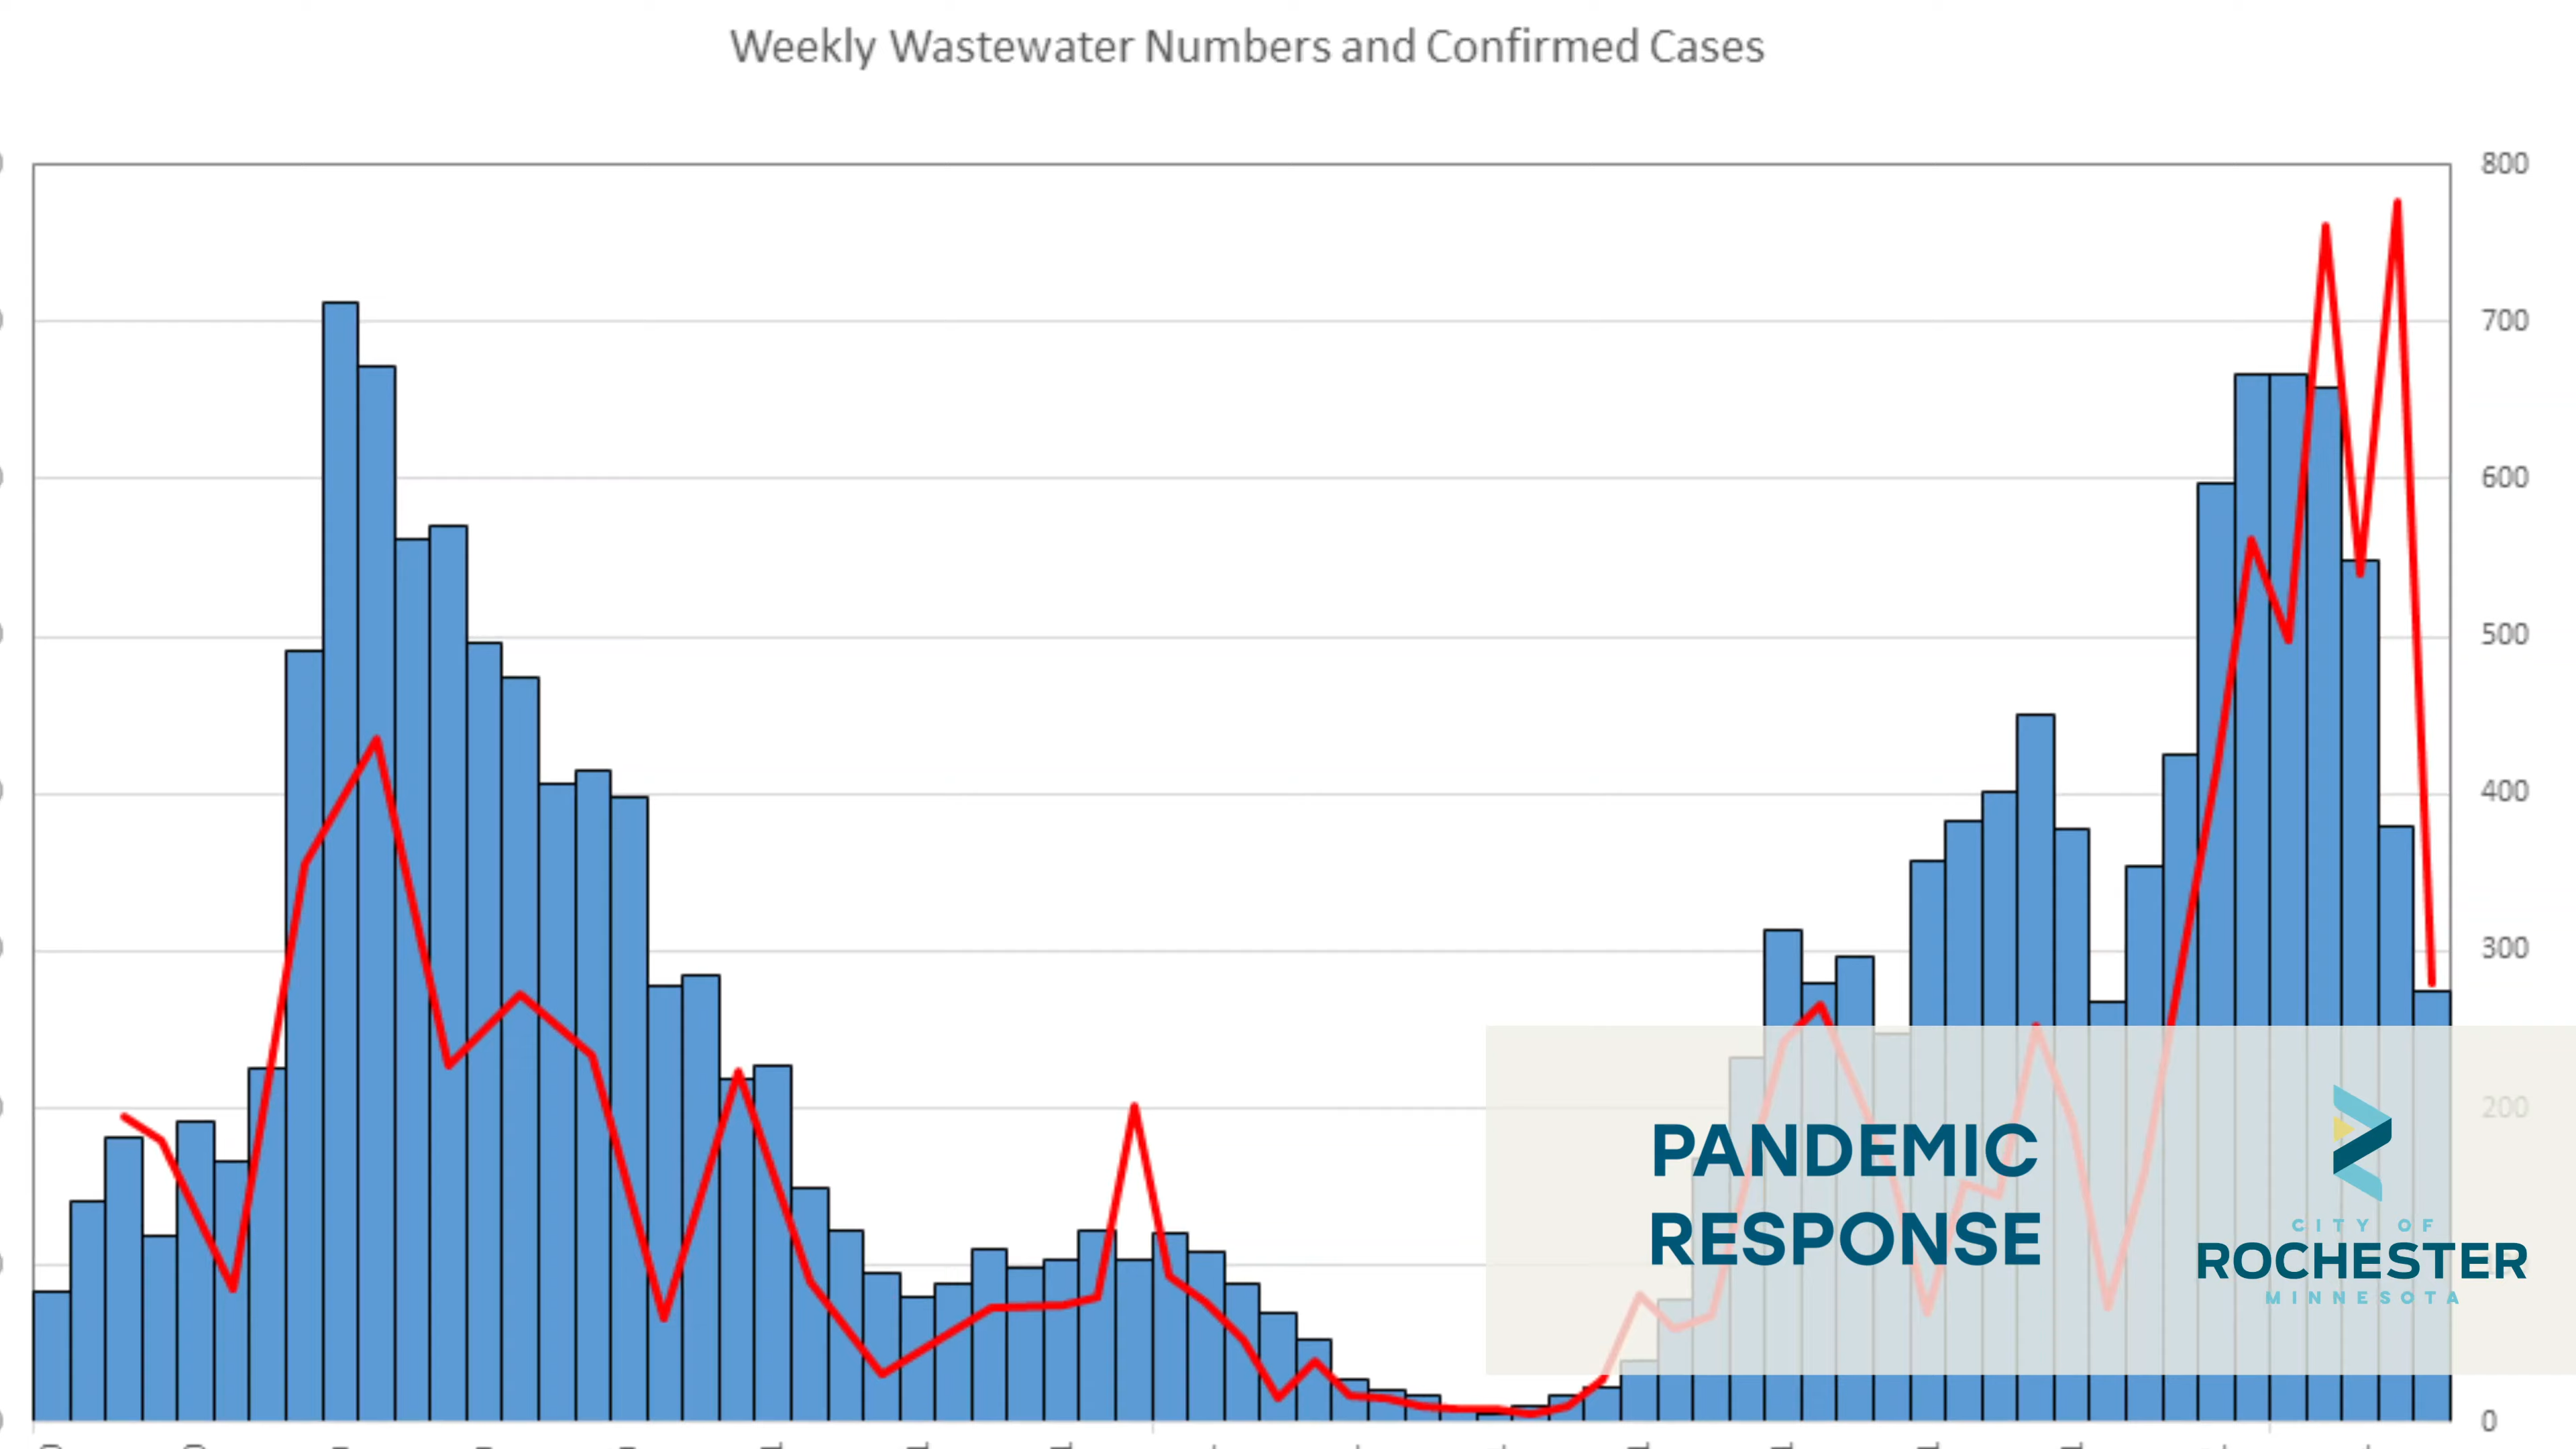 Weekly Wastewater Numbers and Confirmed Cases
800
700
600
500
400
300
200
0
PANDEMIC
RESPONSE
CITY OF
ROCHESTER
MINNESOTA